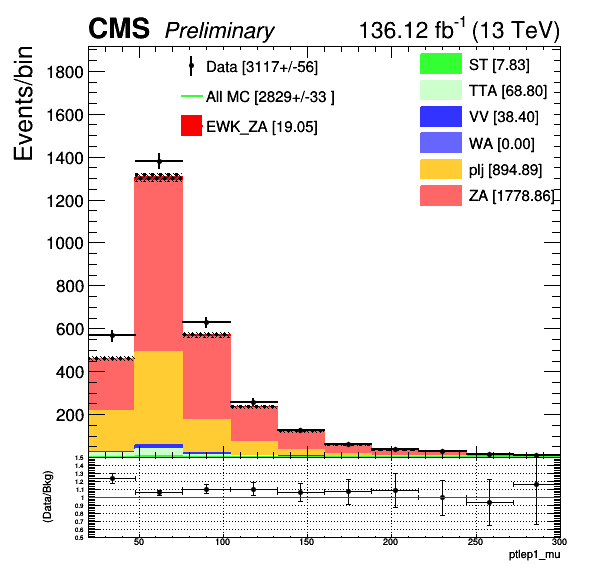 CMS Preliminary 136.12 fb-1 (13 TeV)
Events/bin
Data [3117+/-56]
All MC [2829+/-33 ]
EWK_ZA [19.05]
ST [7.83]
TTA [68.80]
VV [38.40]
WA [0.00]
plj [894.89]
ZA [1778.86]
1800
1600
1400
1200
1000
800
600
400
200
(Data/Bkg)
1.5
1.4
1.3
1.2
1.1
1
0.9
0.8
0.7
0.6
0.5
50 100 150 200 250 300
ptlep1_mu